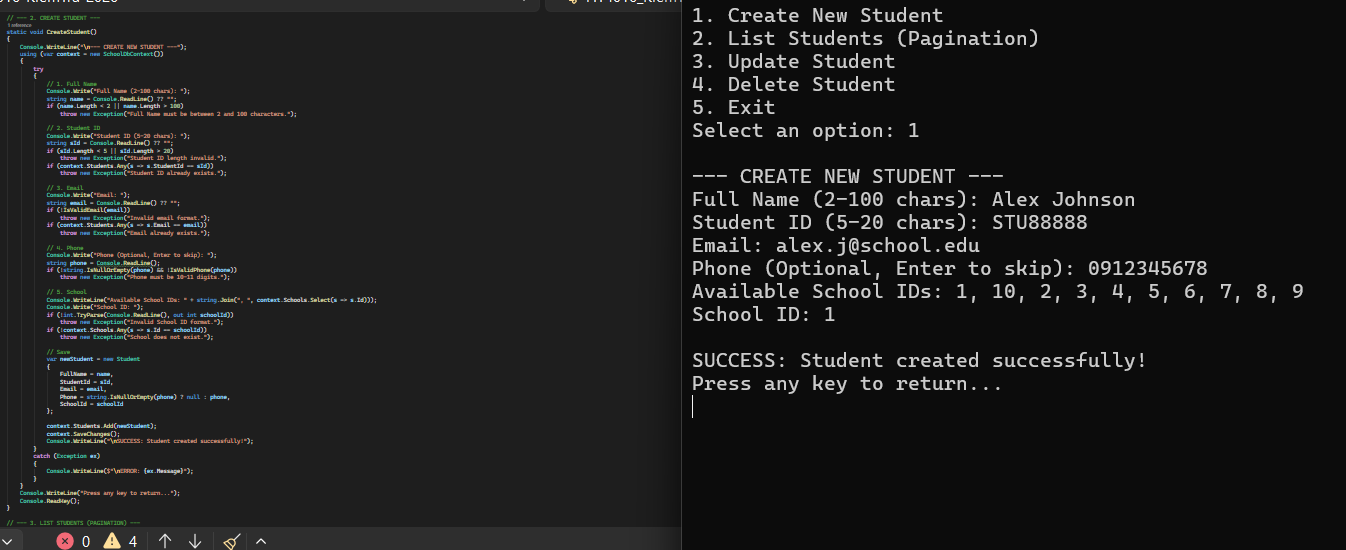 // --- 2. CREATE STUDENT ---
1 reference
static void CreateStudent()
{
Console.WriteLine("\n--- CREATE NEW STUDENT ---");
using (var context = new SchoolDbContext())
{
try
{
// 1. Full Name
Console.Write("Full Name (2-100 chars): ");
string name = Console.ReadLine() ?? "";
if (name.Length < 2 || name.Length > 100)
throw new Exception("Full Name must be between 2 and 100 characters.");
// 2. Student ID
Console.Write("Student ID (5-20 chars): ");
string sId = Console.ReadLine() ?? "";
if (sId.Length < 5 || sId.Length > 20)
throw new Exception("Student ID length invalid.");
if (context.Students.Any(s => s.StudentId == sId))
throw new Exception("Student ID already exists.");
// 3. Email
Console.Write("Email: ");
string email = Console.ReadLine() ?? "";
if (!IsValidEmail(email))
throw new Exception("Invalid email format.");
if (context.Students.Any(s => s.Email == email))
throw new Exception("Email already exists.");
// 4. Phone
Console.Write("Phone (Optional, Enter to skip): ");
string phone = Console.ReadLine();
if (!string.IsNullOrEmpty(phone) && !IsValidPhone(phone))
throw new Exception("Phone must be 10-11 digits.");
// 5. School
Console.WriteLine("Available School IDs: " + string.Join(", ", context.Schools.Select(s => s.Id)));
Console.Write("School ID: ");
if (!int.TryParse(Console.ReadLine(), out int schoolId))
throw new Exception("Invalid School ID format.");
if (!context.Schools.Any(s => s.Id == schoolId))
throw new Exception("School does not exist.");
// Save
var newStudent = new Student
{
FullName = name,
StudentId = sId,
Email = email,
Phone = string.IsNullOrEmpty(phone) ? null : phone,
SchoolId = schoolId
};
context.Students.Add(newStudent);
context.SaveChanges();
Console.WriteLine("\nSUCCESS: Student created successfully!");
}
catch (Exception ex)
{
Console.WriteLine($"\nERROR: {ex.Message}");
}
}
Console.WriteLine("Press any key to return...");
Console.ReadKey();
}
// --- 3. LIST STUDENTS (PAGINATION) ---
0 4
1. Create New Student
2. List Students (Pagination)
3. Update Student
4. Delete Student
5. Exit
Select an option: 1
--- CREATE NEW STUDENT ---
Full Name (2-100 chars): Alex Johnson
Student ID (5-20 chars): STU88888
Email: alex.j@school.edu
Phone (Optional, Enter to skip): 0912345678
Available School IDs: 1, 10, 2, 3, 4, 5, 6, 7, 8, 9
School ID: 1
SUCCESS: Student created successfully!
Press any key to return...